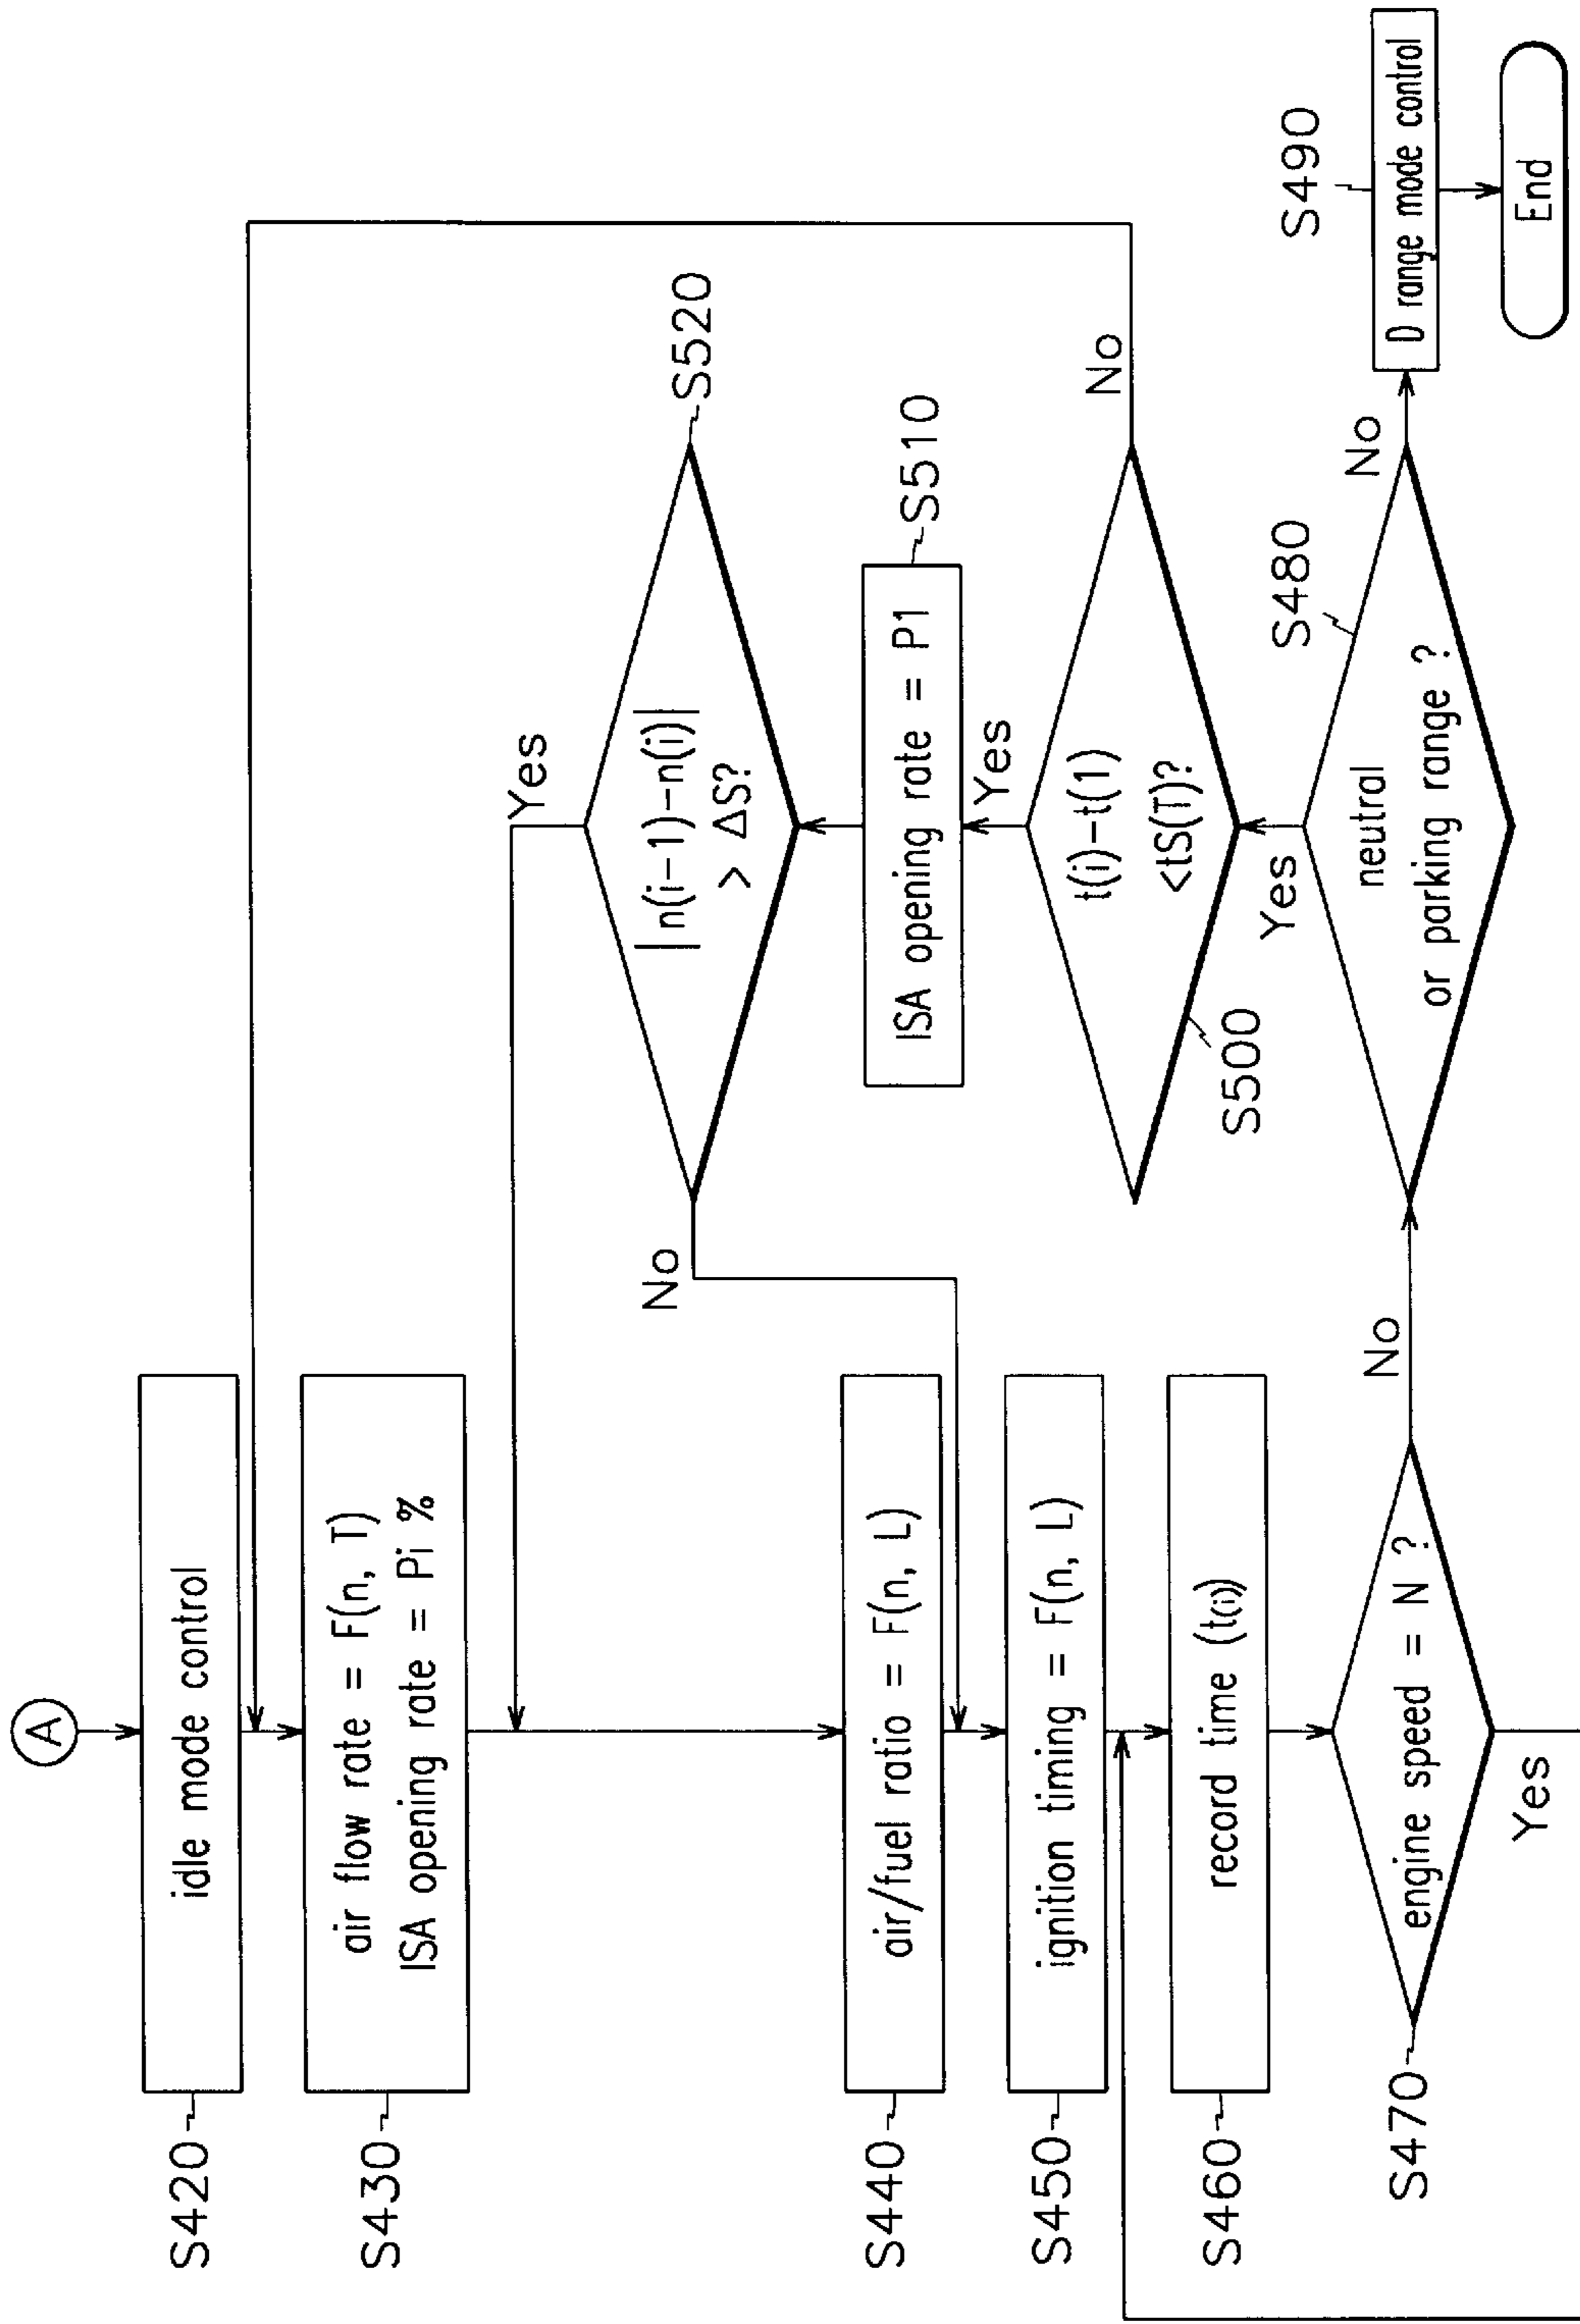 A
S420
idle mode control
S430
air flow rate = F(n, T)
ISA opening rate = Pi %
S440
air/fuel ratio = F(n, L)
S450
ignition timing = F(n, L)
S460
record time (t(i))
S470
engine speed = N ?
Yes
No
S480
neutral
or parking range ?
No
S490
D range mode control
End
Yes
S500
t(i)-t(1)
<tS(T)?
No
Yes
S510
ISA opening rate = P1
S520
|n(i-1)-n(i)|
> ΔS?
Yes
No